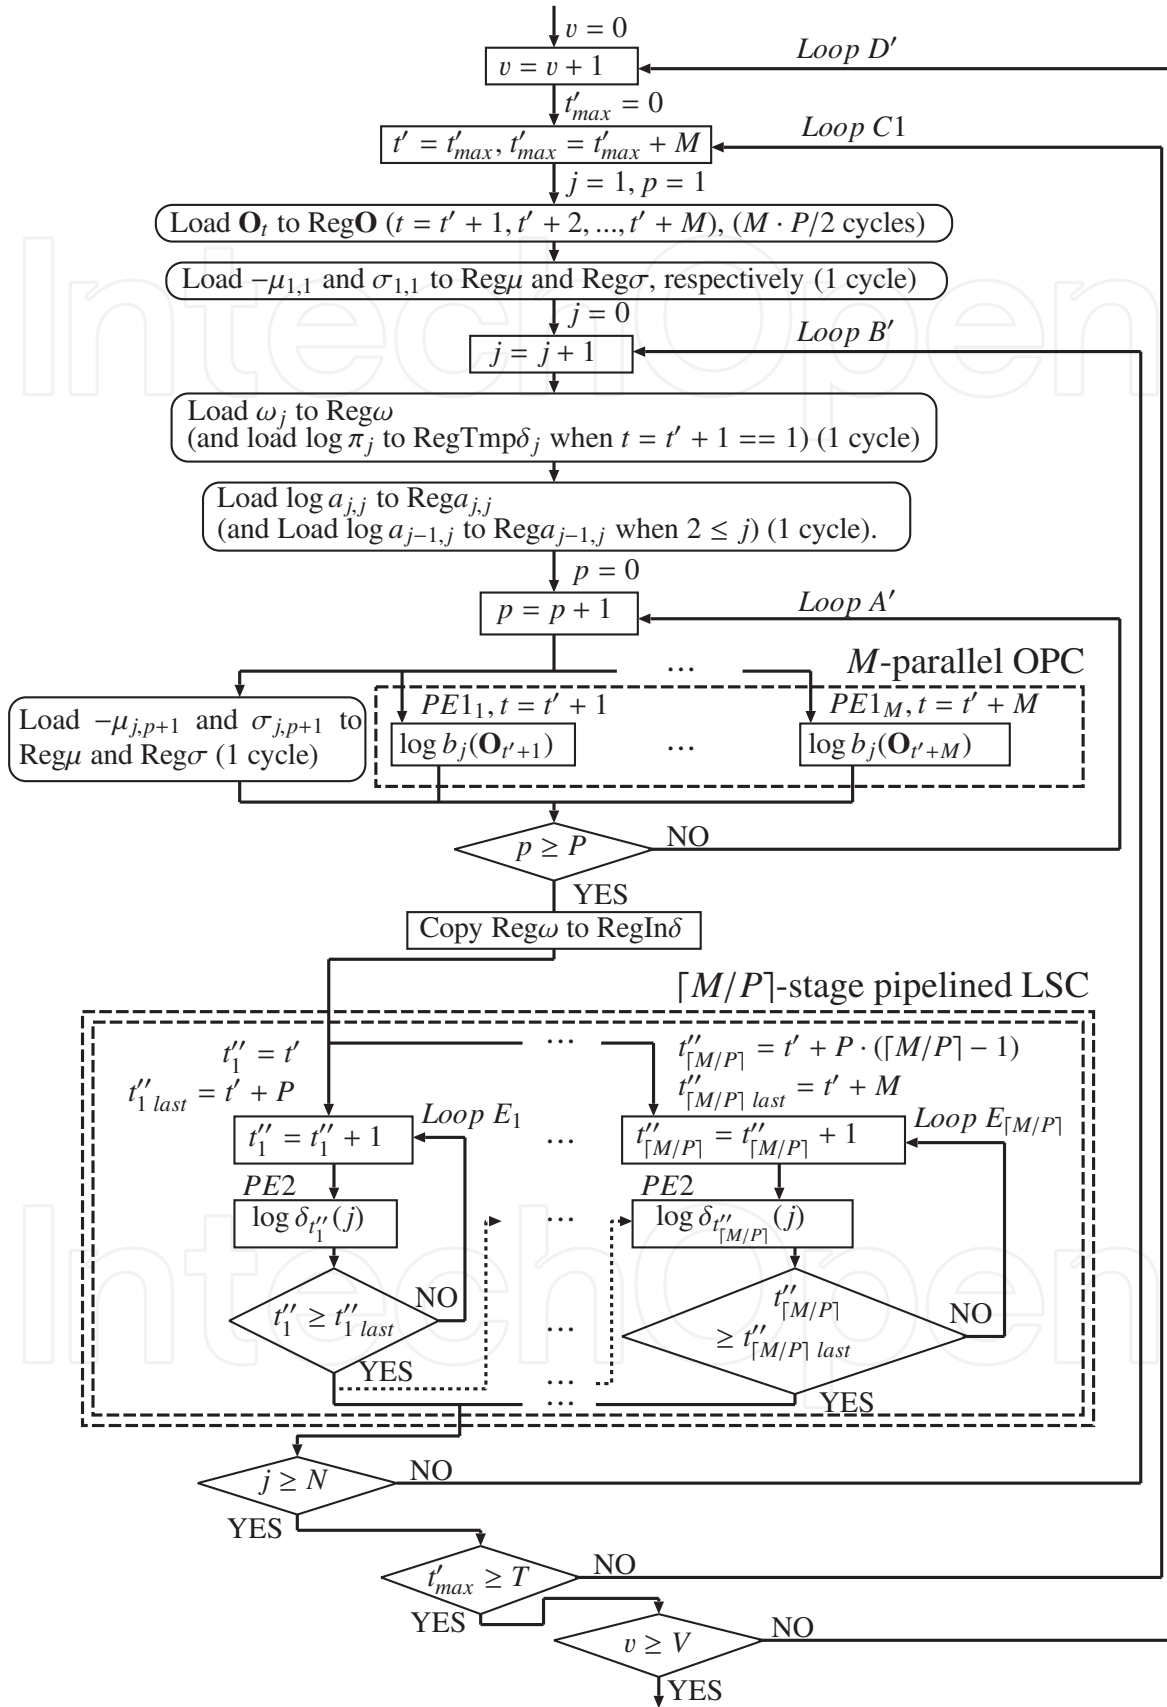 v = 0
Loop D′
v = v + 1
t′max = 0
Loop C1
t′ = t′max, t′max = t′max + M
j = 1, p = 1
Load Oₜ to RegO (t = t′ + 1, t′ + 2, ..., t′ + M), (M · P/2 cycles)
Load −μ1,1 and σ1,1 to Regμ and Regσ, respectively (1 cycle)
j = 0
Loop B′
j = j + 1
Load ωj to Regω
(and load log πj to RegTmpδj when t = t′ + 1 == 1) (1 cycle)
Load log aj,j to Regaj,j
(and Load log aj−1,j to Regaj−1,j when 2 ≤ j) (1 cycle).
p = 0
Loop A′
p = p + 1
M-parallel OPC
...
Load −μj,p+1 and σj,p+1 to
Regμ and Regσ (1 cycle)
PE1₁, t = t′ + 1
log bj(Ot′+1)
...
PE1M, t = t′ + M
log bj(Ot′+M)
p ≥ P
NO
YES
Copy Regω to RegInδ
⌈M/P⌉-stage pipelined LSC
t″1 = t′
t″1 last = t′ + P
...
t″⌈M/P⌉ = t′ + P · (⌈M/P⌉ − 1)
t″⌈M/P⌉ last = t′ + M
Loop E1
t″1 = t″1 + 1
...
Loop E⌈M/P⌉
t″⌈M/P⌉ = t″⌈M/P⌉ + 1
PE2
log δt″1(j)
...
PE2
log δt″⌈M/P⌉(j)
t″1 ≥ t″1 last
NO
YES
...
t″⌈M/P⌉
≥ t″⌈M/P⌉ last
NO
YES
...
...
j ≥ N
NO
YES
t′max ≥ T
NO
YES
v ≥ V
NO
YES
IntechOpen
IntechOpen